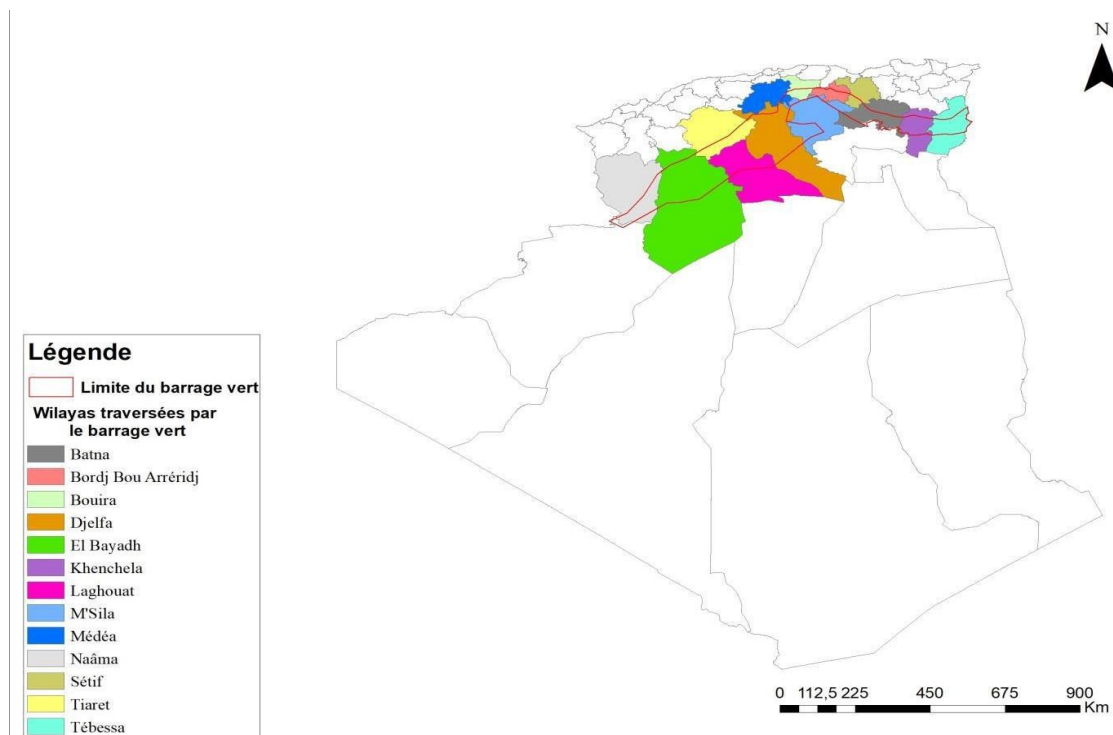 N
Légende
Limite du barrage vert
Wilayas traversées par
le barrage vert
Batna
Bordj Bou Arréridj
Bouira
Djelfa
El Bayadh
Khenchela
Laghouat
M'Sila
Médéa
Naâma
Sétif
Tiaret
Tébessa
0 112,5 225 450 675 900
Km